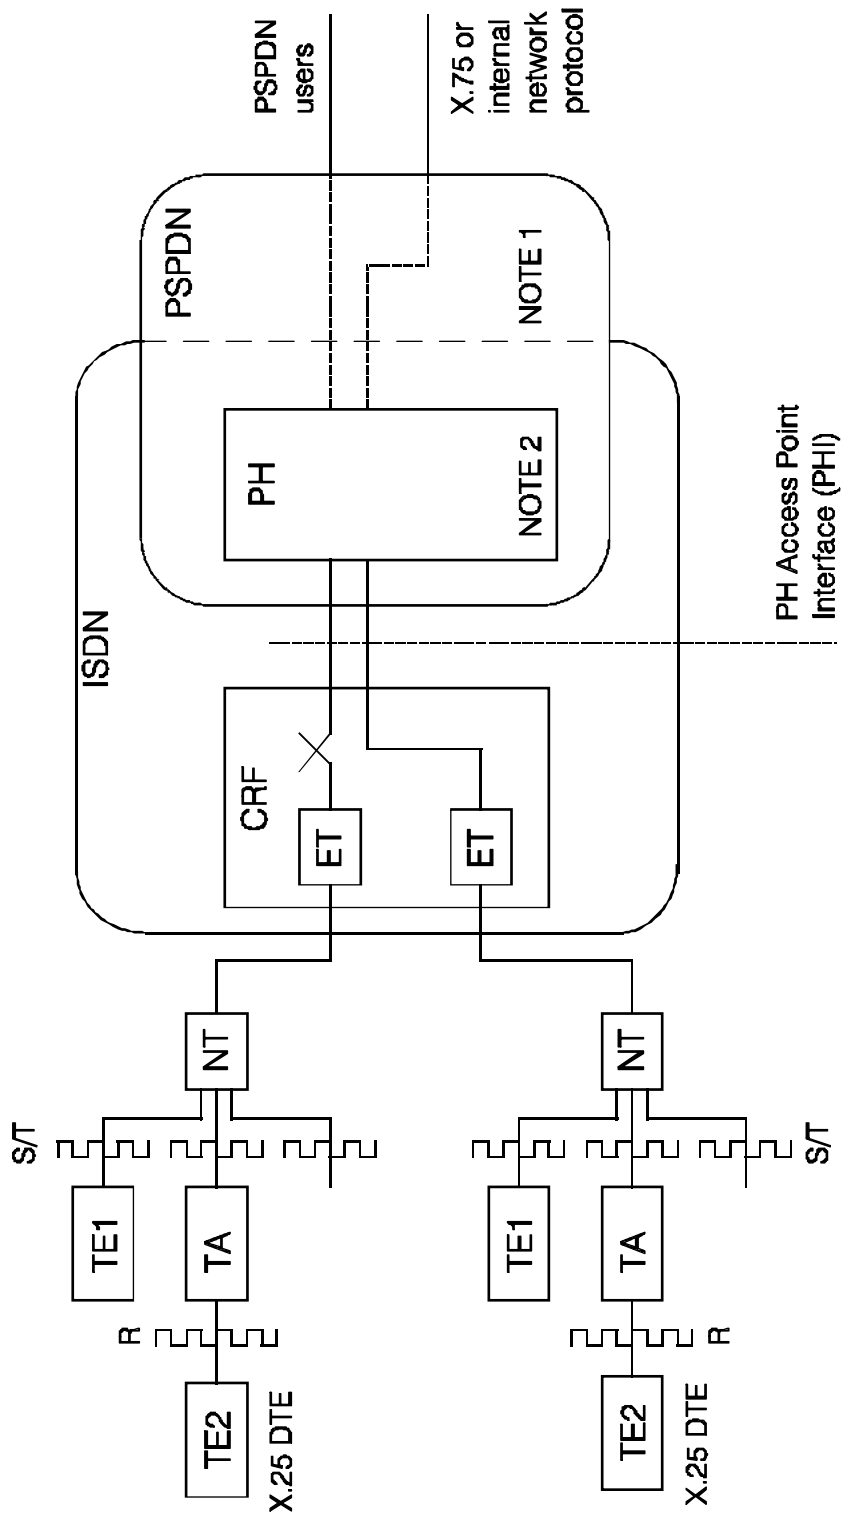 S/T
TE1
R
TE2
TA
NT
X.25 DTE
ISDN
CRF
ET
ET
PH
NOTE 2
PSPDN
NOTE 1
PSPDN
users
X.75 or
internal
network
protocol
TE1
TE2
TA
NT
X.25 DTE
R
S/T
PH Access Point
Interface (PHI)